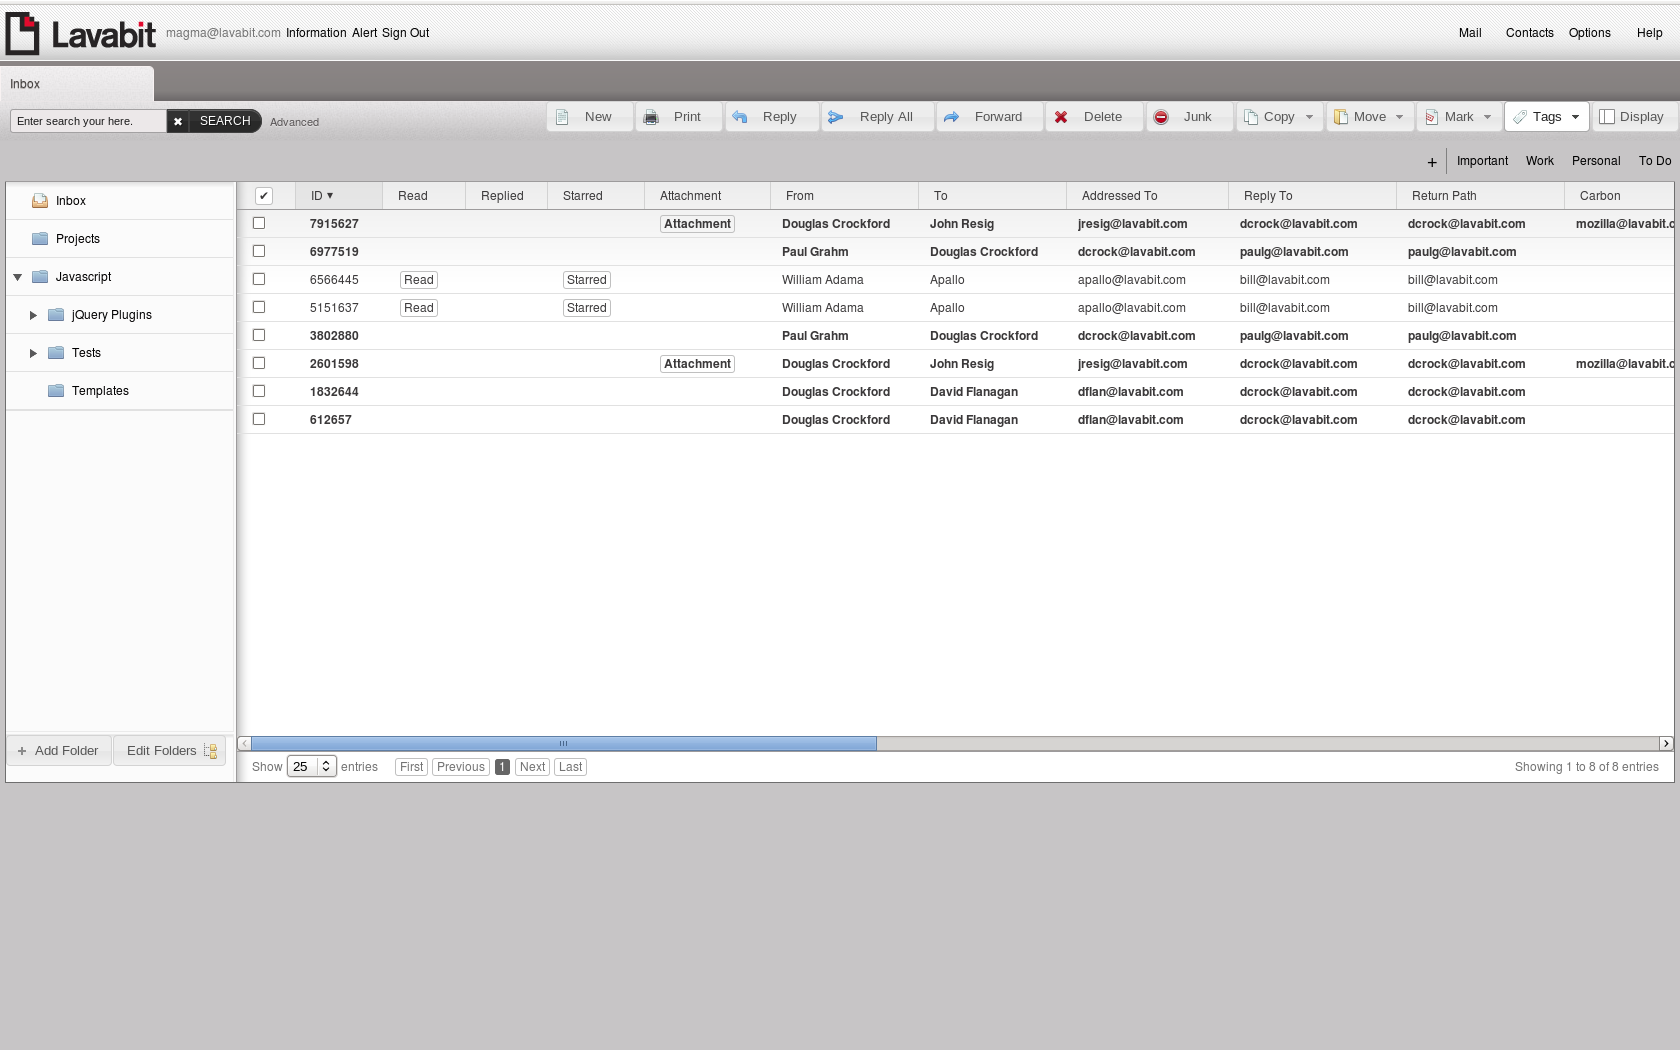 Lavabit magma@lavabit.com Information Alert Sign Out Mail Contacts Options Help
Inbox
Enter search your here. ✖ SEARCH Advanced New Print Reply Reply All Forward Delete Junk Copy Move Mark Tags Display
+ Important Work Personal To Do
Inbox
Projects
Javascript
jQuery Plugins
Tests
Templates
+ Add Folder Edit Folders
✔ ID ▼ Read Replied Starred Attachment From To Addressed To Reply To Return Path Carbon
7915627 Attachment Douglas Crockford John Resig jresig@lavabit.com dcrock@lavabit.com dcrock@lavabit.com mozilla@lavabit.c
6977519 Paul Grahm Douglas Crockford dcrock@lavabit.com paulg@lavabit.com paulg@lavabit.com
6566445 Read Starred William Adama Apallo apallo@lavabit.com bill@lavabit.com bill@lavabit.com
5151637 Read Starred William Adama Apallo apallo@lavabit.com bill@lavabit.com bill@lavabit.com
3802880 Paul Grahm Douglas Crockford dcrock@lavabit.com paulg@lavabit.com paulg@lavabit.com
2601598 Attachment Douglas Crockford John Resig jresig@lavabit.com dcrock@lavabit.com dcrock@lavabit.com mozilla@lavabit.c
1832644 Douglas Crockford David Flanagan dflan@lavabit.com dcrock@lavabit.com dcrock@lavabit.com
612657 Douglas Crockford David Flanagan dflan@lavabit.com dcrock@lavabit.com dcrock@lavabit.com
Show 25 entries First Previous 1 Next Last Showing 1 to 8 of 8 entries